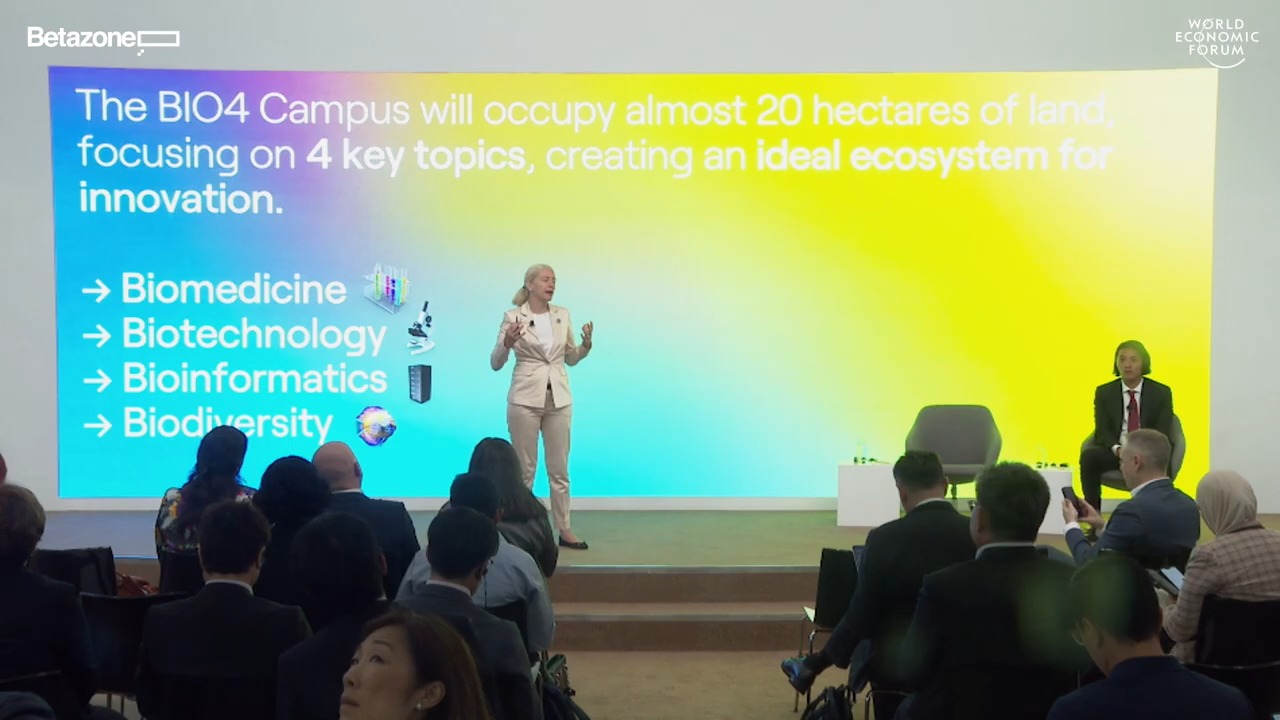 Betazone
WORLD
ECONOMIC
FORUM
The BIO4 Campus will occupy almost 20 hectares of land,
focusing on 4 key topics, creating an ideal ecosystem for
innovation.
→ Biomedicine
→ Biotechnology
→ Bioinformatics
→ Biodiversity